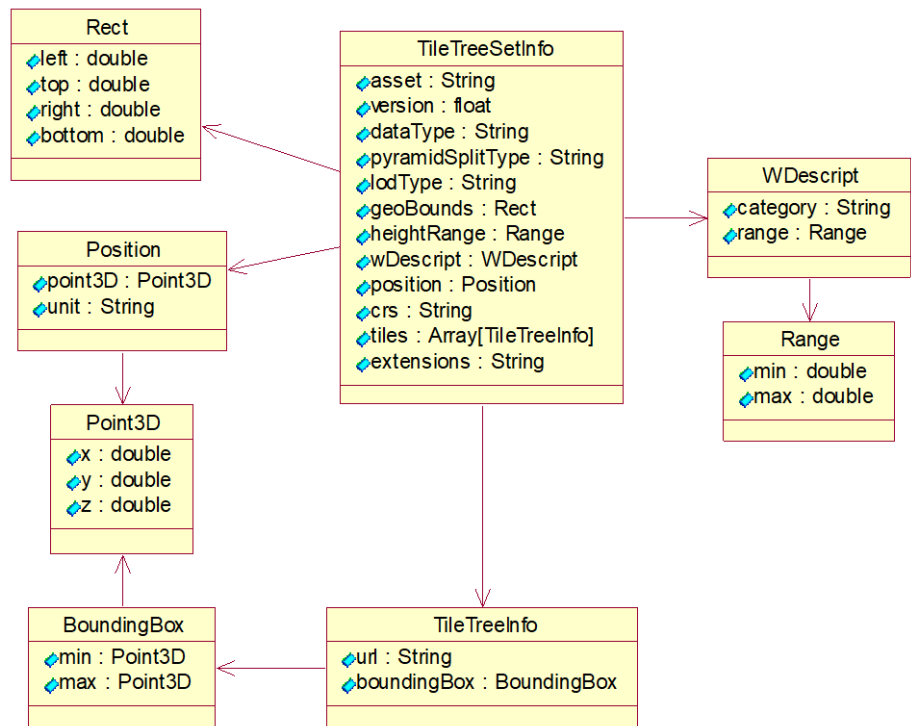 Rect
left : double
top : double
right : double
bottom : double
TileTreeSetInfo
asset : String
version : float
dataType : String
pyramidSplitType : String
lodType : String
geoBounds : Rect
heightRange : Range
wDescript : WDescript
position : Position
crs : String
tiles : Array[TileTreeInfo]
extensions : String
WDescript
category : String
range : Range
Position
point3D : Point3D
unit : String
Range
min : double
max : double
Point3D
x : double
y : double
z : double
BoundingBox
min : Point3D
max : Point3D
TileTreeInfo
url : String
boundingBox : BoundingBox